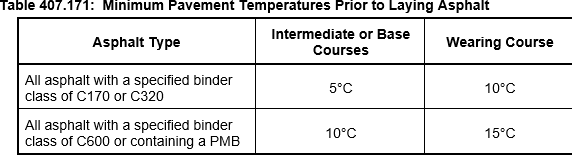 Table 407.171: Minimum Pavement Temperatures Prior to Laying Asphalt
Asphalt Type
Intermediate or Base
Courses
Wearing Course
All asphalt with a specified binder
class of C170 or C320
5°C
10°C
All asphalt with a specified binder
class of C600 or containing a PMB
10°C
15°C